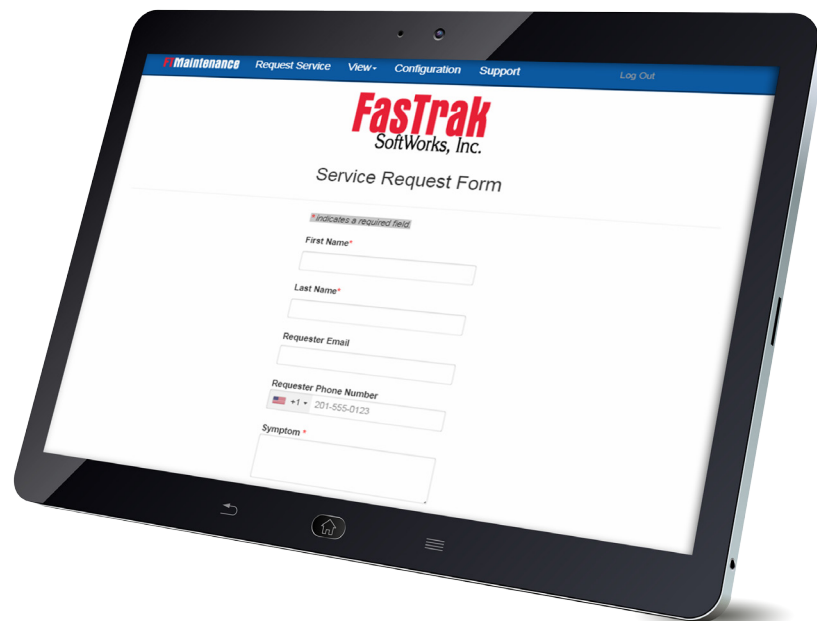 FTMaintenance Request Service View Configuration Support Log Out
FasTrak
SoftWorks, Inc.
Service Request Form
* indicates a required field.
First Name*
Last Name*
Requester Email
Requester Phone Number
+1 201-555-0123
Symptom *